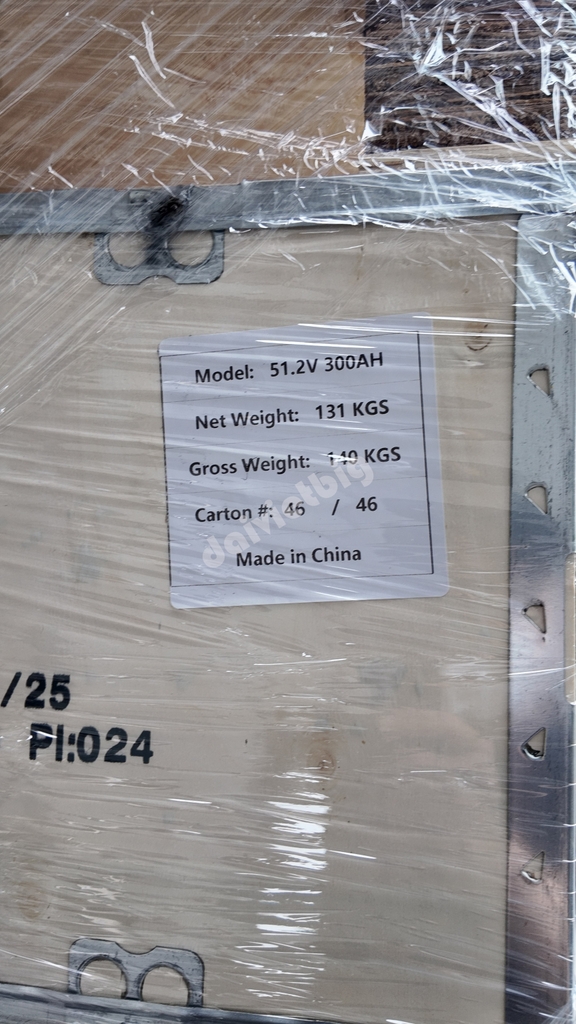 Model: 51.2V 300AH
Net Weight: 131 KGS
Gross Weight: 140 KGS
Carton #: 46 / 46
Made in China
daivietbig
/25
PI:024